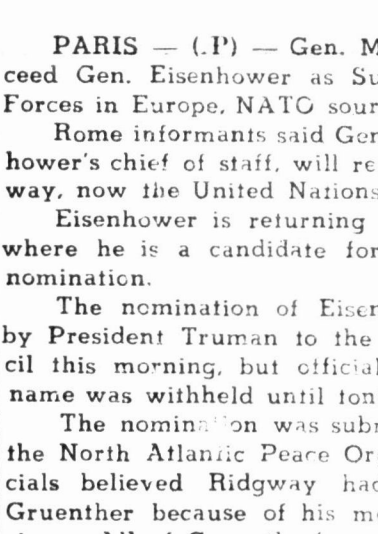 PARIS — (.P) — Gen. M
ceed Gen. Eisenhower as Su
Forces in Europe, NATO sour
Rome informants said Ger
hower's chief of staff, will re
way, now the United Nations
Eisenhower is returning
where he is a candidate for
nomination.
The nomination of Eisen
by President Truman to the
cil this morning, but official
name was withheld until ton
The nomination was subr
the North Atlantic Peace Or
cials believed Ridgway had
Gruenther because of his m